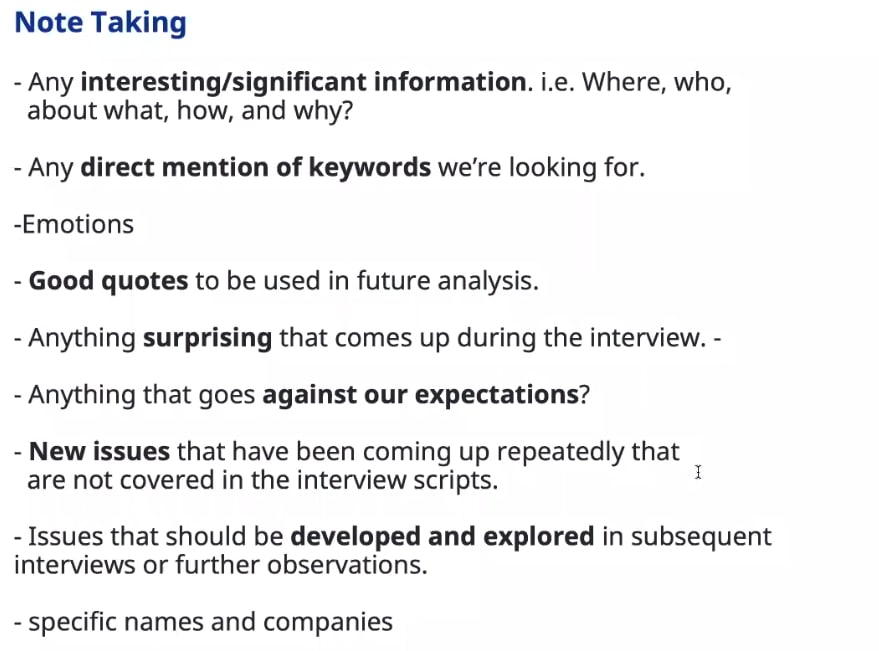 Note Taking
- Any interesting/significant information. i.e. Where, who,
about what, how, and why?
- Any direct mention of keywords we’re looking for.
-Emotions
- Good quotes to be used in future analysis.
- Anything surprising that comes up during the interview. -
- Anything that goes against our expectations?
- New issues that have been coming up repeatedly that
are not covered in the interview scripts.
- Issues that should be developed and explored in subsequent
interviews or further observations.
- specific names and companies